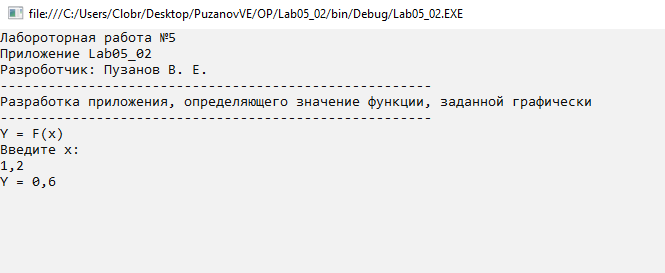 file:///C:/Users/Clobr/Desktop/PuzanovVE/OP/Lab05_02/bin/Debug/Lab05_02.EXE
Лабороторная работа №5
Приложение Lab05_02
Разроботчик: Пузанов В. Е.
------------------------------------------------------
Разработка приложения, определяющего значение функции, заданной графически
------------------------------------------------------
Y = F(x)
Введите x:
1,2
Y = 0,6